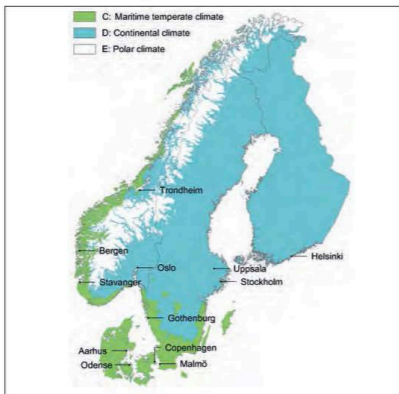 C: Maritime temperate climate
D: Continental climate
E: Polar climate
Trondheim
Bergen
Oslo
Uppsala
Helsinki
Stavanger
Stockholm
Gothenburg
Copenhagen
Aarhus
Odense
Malmö